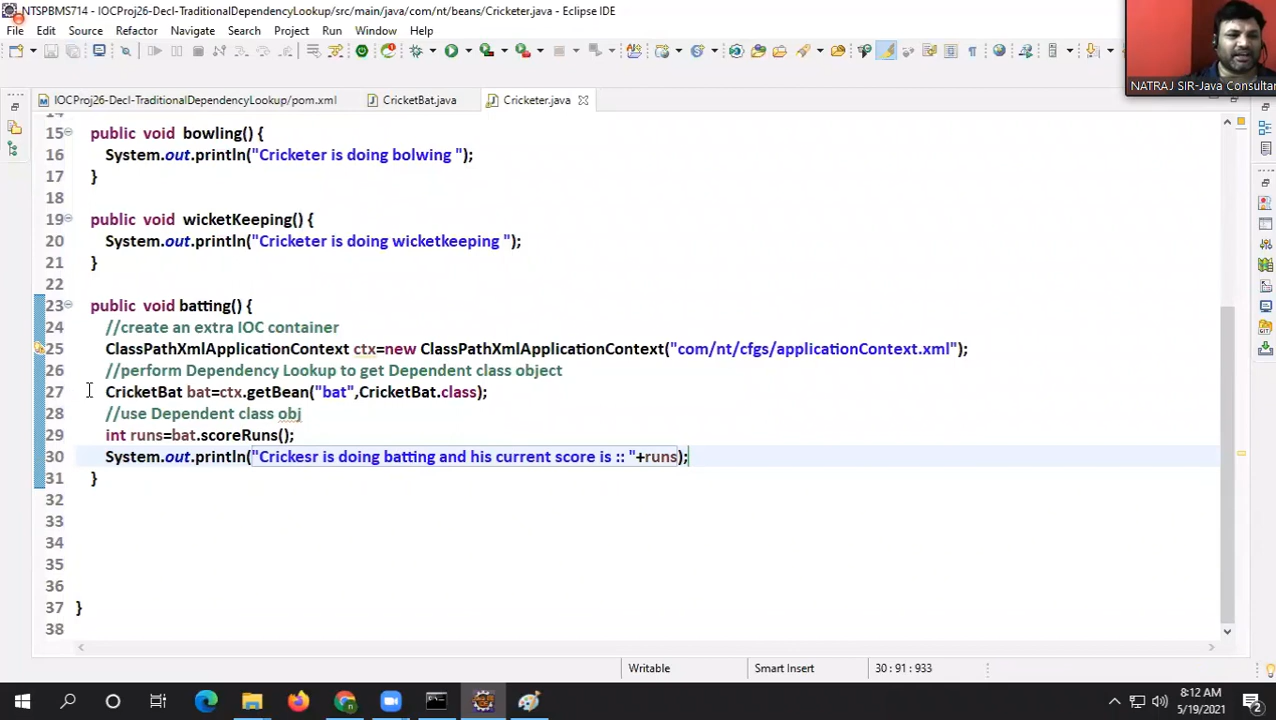 NTSPBMS714 - IOCProj26-Decl-TraditionalDependencyLookup/src/main/java/com/nt/beans/Cricketer.java - Eclipse IDE
File Edit Source Refactor Navigate Search Project Run Window Help
NATRAJ SIR-Java Consultan
IOCProj26-Decl-TraditionalDependencyLookup/pom.xml CricketBat.java Cricketer.java
15 public void bowling() {
16 System.out.println("Cricketer is doing bolwing ");
17 }
18
19 public void wicketKeeping() {
20 System.out.println("Cricketer is doing wicketkeeping ");
21 }
22
23 public void batting() {
24 //create an extra IOC container
25 ClassPathXmlApplicationContext ctx=new ClassPathXmlApplicationContext("com/nt/cfgs/applicationContext.xml");
26 //perform Dependency Lookup to get Dependent class object
27 CricketBat bat=ctx.getBean("bat",CricketBat.class);
28 //use Dependent class obj
29 int runs=bat.scoreRuns();
30 System.out.println("Crickesr is doing batting and his current score is :: "+runs);
31 }
32
33
34
35
36
37 }
38
Writable Smart Insert 30 : 91 : 933
8:12 AM
5/19/2021
2